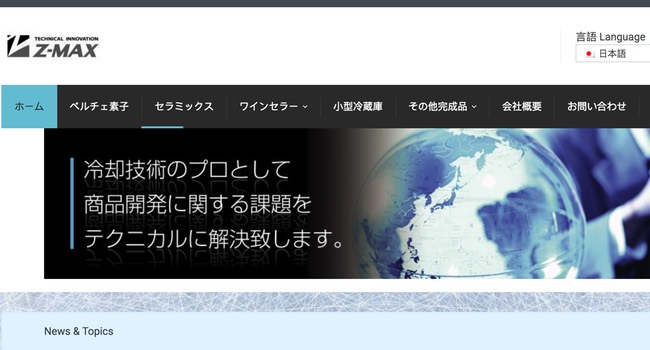 TECHNICAL INNOVATION
Z-MAX
言語 Language
日本語
ホーム ペルチェ素子 セラミックス ワインセラー 小型冷蔵庫 その他完成品 会社概要 お問い合わせ
冷却技術のプロとして
商品開発に関する課題を
テクニカルに解決致します。
News & Topics